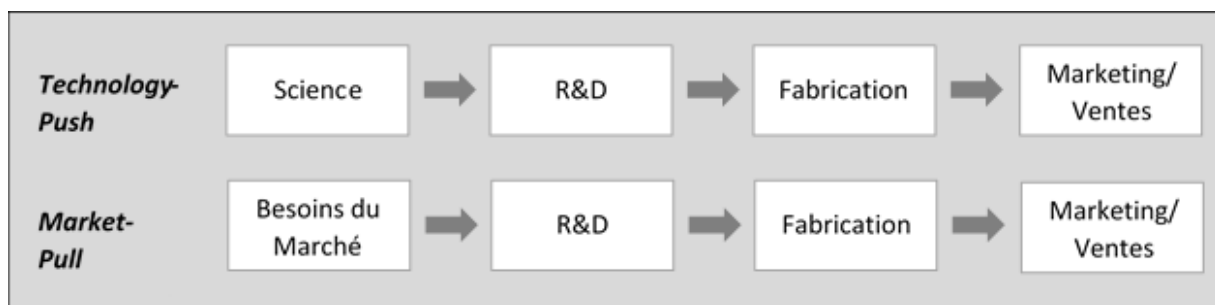 Technology-
Push
Science
R&D
Fabrication
Marketing/
Ventes
Market-
Pull
Besoins du
Marché
R&D
Fabrication
Marketing/
Ventes